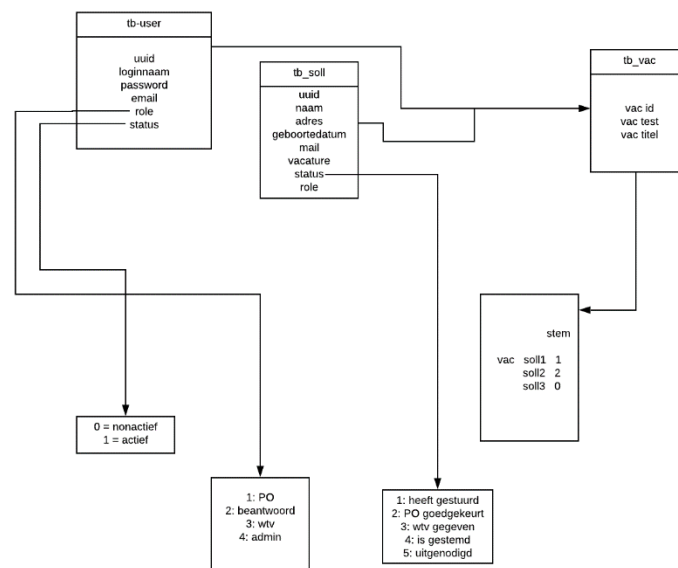 tb-user
uuid
loginnaam
password
email
role
status
tb_soll
uuid
naam
adres
geboortedatum
mail
vacature
status
role
tb_vac
vac id
vac test
vac titel
stem
vac soll1 1
soll2 2
soll3 0
0 = nonactief
1 = actief
1: PO
2: beantwoord
3: wtv
4: admin
1: heeft gestuurd
2: PO goedgekeurt
3: wtv gegeven
4: is gestemd
5: uitgenodigd